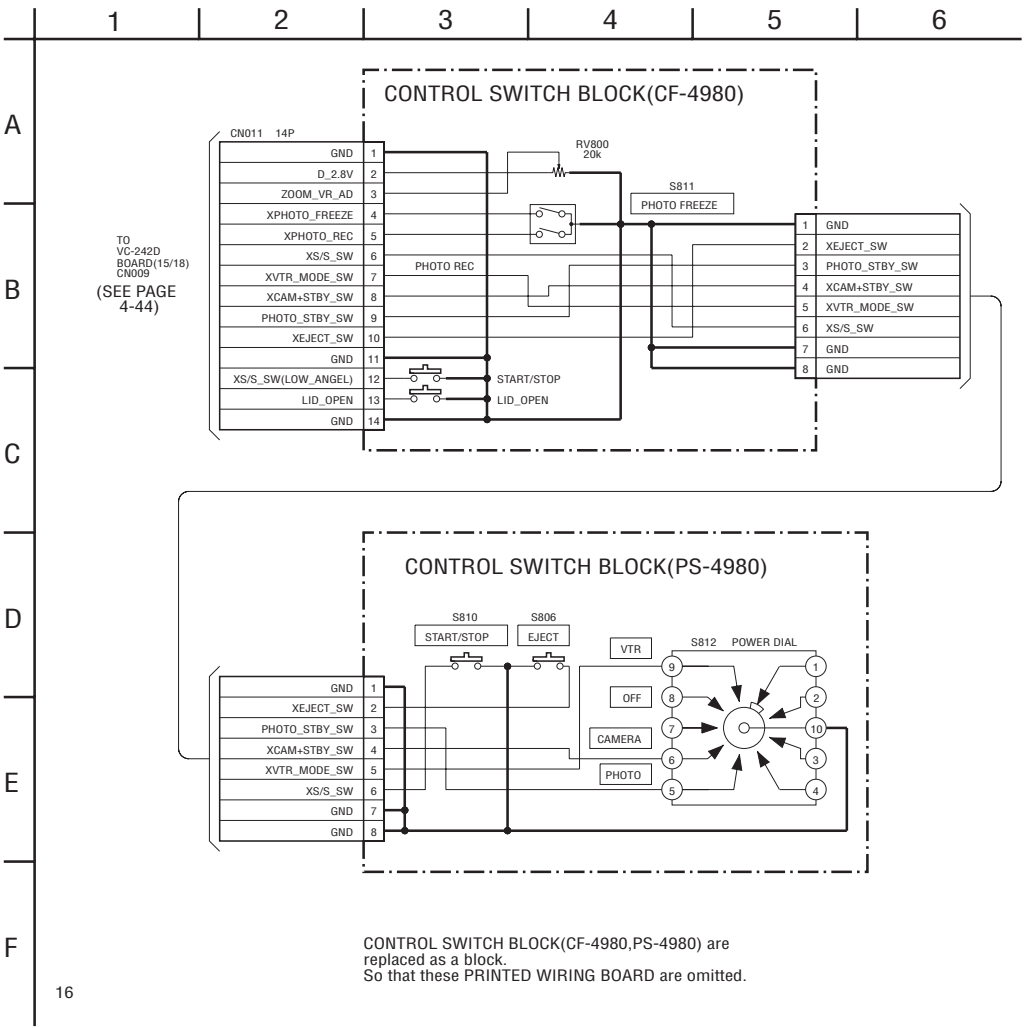 1 2 3 4 5 6
A
B
C
D
E
F
CONTROL SWITCH BLOCK(CF-4980)
CN011 14P
GND 1
D_2.8V 2
ZOOM_VR_AD 3
XPHOTO_FREEZE 4
XPHOTO_REC 5
XS/S_SW 6
XVTR_MODE_SW 7
XCAM+STBY_SW 8
PHOTO_STBY_SW 9
XEJECT_SW 10
GND 11
XS/S_SW(LOW_ANGEL) 12
LID_OPEN 13
GND 14
TO
VC-242D
BOARD(15/18)
CN009
(SEE PAGE
4-44)
RV800
20k
S811
PHOTO FREEZE
PHOTO REC
START/STOP
LID_OPEN
1 GND
2 XEJECT_SW
3 PHOTO_STBY_SW
4 XCAM+STBY_SW
5 XVTR_MODE_SW
6 XS/S_SW
7 GND
8 GND
CONTROL SWITCH BLOCK(PS-4980)
S810
START/STOP
S806
EJECT
VTR
OFF
CAMERA
PHOTO
S812 POWER DIAL
9 1
8 2
7 10
6 3
5 4
GND 1
XEJECT_SW 2
PHOTO_STBY_SW 3
XCAM+STBY_SW 4
XVTR_MODE_SW 5
XS/S_SW 6
GND 7
GND 8
CONTROL SWITCH BLOCK(CF-4980,PS-4980) are
replaced as a block.
So that these PRINTED WIRING BOARD are omitted.
16